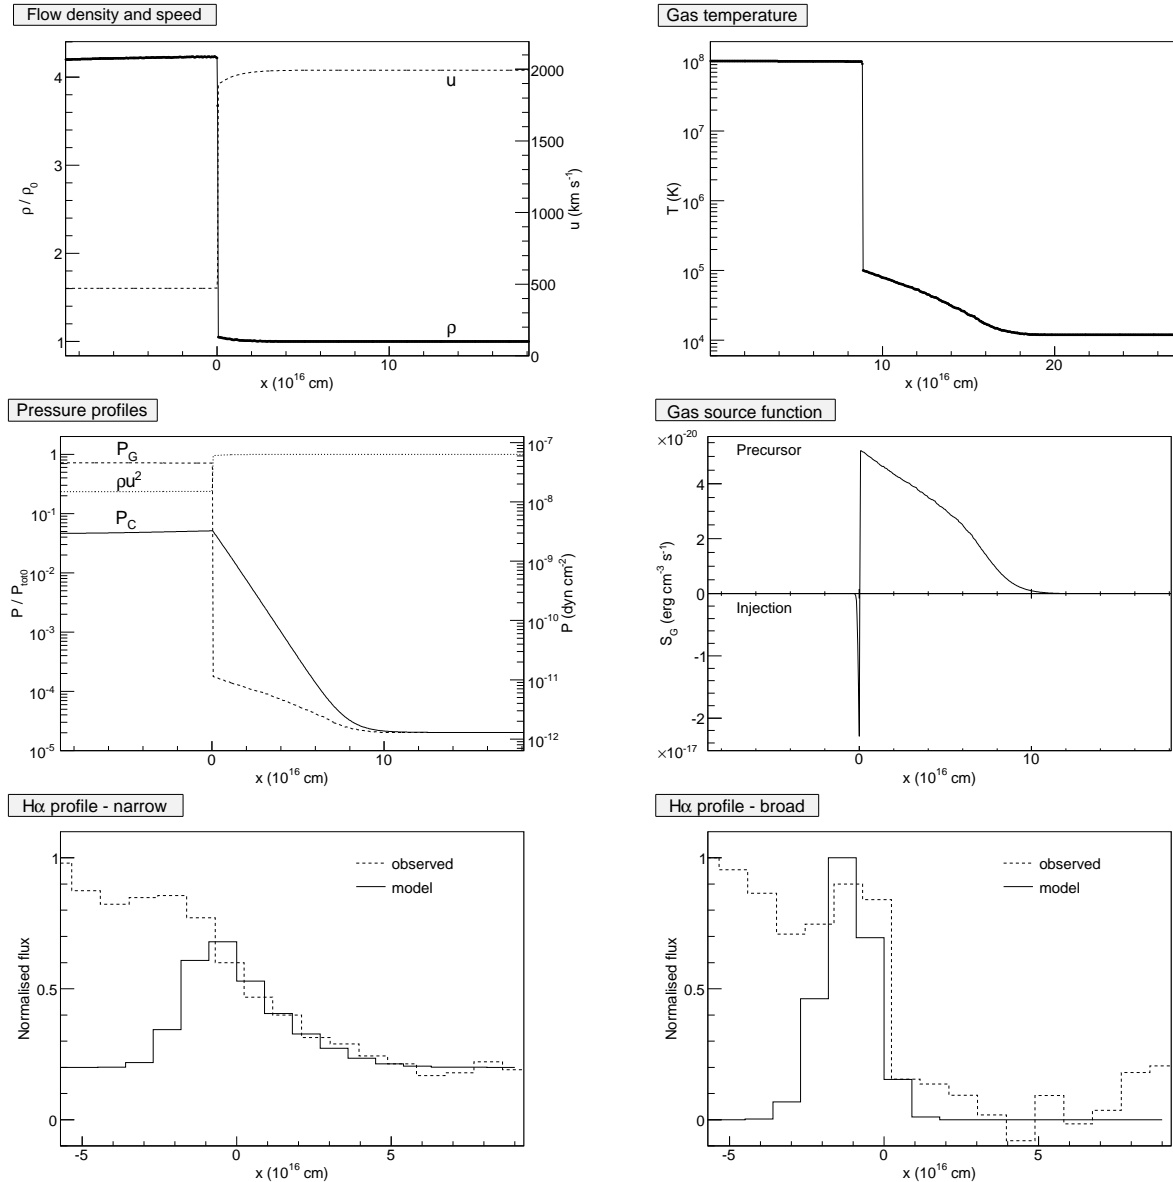 Flow density and speed
4
3
2
1
ρ / ρ0
u
ρ
2000
1500
1000
500
0
u (km s-1)
0
10
x (10^16 cm)
Gas temperature
10^8
10^7
10^6
10^5
10^4
T (K)
10
20
x (10^16 cm)
Pressure profiles
1
10^-1
10^-2
10^-3
10^-4
10^-5
P / Ptot0
P_G
ρu^2
P_C
10^-7
10^-8
10^-9
10^-10
10^-11
10^-12
P (dyn cm^-2)
0
10
x (10^16 cm)
Gas source function
×10^-20
Precursor
4
2
0
Injection
-1
-2
×10^-17
S_G (erg cm^-3 s^-1)
0
10
x (10^16 cm)
Hα profile - narrow
1
0.5
0
Normalised flux
observed
model
-5
0
5
x (10^16 cm)
Hα profile - broad
1
0.5
0
Normalised flux
observed
model
-5
0
5
x (10^16 cm)